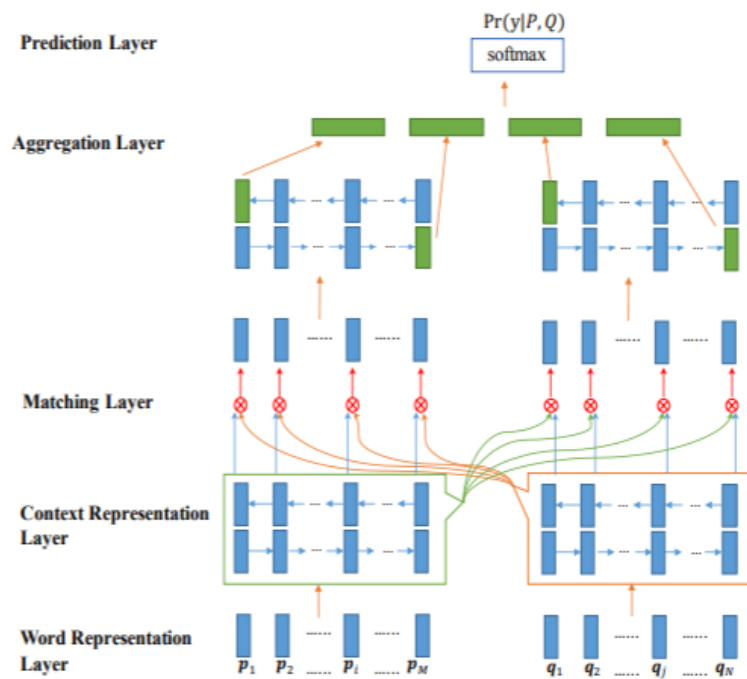 Pr(y|P, Q)
Prediction Layer
softmax
Aggregation Layer
...
...
...
...
...
...
...
...
...... ......
...... ......
Matching Layer
Context Representation
Layer
...
...
...
...
...
...
...
...
Word Representation
Layer
...... ......
...... ......
p1 p2 ...... pi ...... pM
q1 q2 ...... qj ...... qN